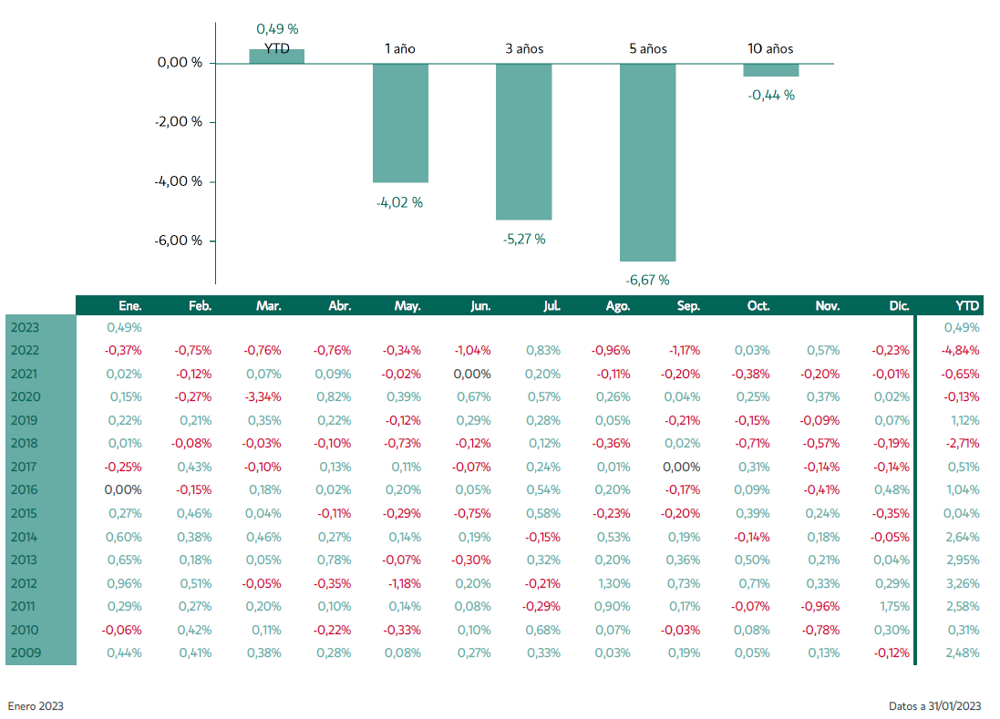 0,49 %
YTD 1 año 3 años 5 años 10 años
0,00 %
-0,44 %
-2,00 %
-4,00 %
-4,02 %
-5,27 %
-6,00 %
-6,67 %
Ene. Feb. Mar. Abr. May. Jun. Jul. Ago. Sep. Oct. Nov. Dic. YTD
2023 0,49% 0,49%
2022 -0,37% -0,75% -0,76% -0,76% -0,34% -1,04% 0,83% -0,96% -1,17% 0,03% 0,57% -0,23% -4,84%
2021 0,02% -0,12% 0,07% 0,09% -0,02% 0,00% 0,20% -0,11% -0,20% -0,38% -0,20% -0,01% -0,65%
2020 0,15% -0,27% -3,34% 0,82% 0,39% 0,67% 0,57% 0,26% 0,04% 0,25% 0,37% 0,02% -0,13%
2019 0,22% 0,21% 0,35% 0,22% -0,12% 0,29% 0,28% 0,05% -0,21% -0,15% -0,09% 0,07% 1,12%
2018 0,01% -0,08% -0,03% -0,10% -0,73% -0,12% 0,12% -0,36% 0,02% -0,71% -0,57% -0,19% -2,71%
2017 -0,25% 0,43% -0,10% 0,13% 0,11% -0,07% 0,24% 0,01% 0,00% 0,31% -0,14% -0,14% 0,51%
2016 0,00% -0,15% 0,18% 0,02% 0,20% 0,05% 0,54% 0,20% -0,17% 0,09% -0,41% 0,48% 1,04%
2015 0,27% 0,46% 0,04% -0,11% -0,29% -0,75% 0,58% -0,23% -0,20% 0,39% 0,24% -0,35% 0,04%
2014 0,60% 0,38% 0,46% 0,27% 0,14% 0,19% -0,15% 0,53% 0,19% -0,14% 0,18% -0,05% 2,64%
2013 0,65% 0,18% 0,05% 0,78% -0,07% -0,30% 0,32% 0,20% 0,36% 0,50% 0,21% 0,04% 2,95%
2012 0,96% 0,51% -0,05% -0,35% -1,18% 0,20% -0,21% 1,30% 0,73% 0,71% 0,33% 0,29% 3,26%
2011 0,29% 0,27% 0,20% 0,10% 0,14% 0,08% -0,29% 0,90% 0,17% -0,07% -0,96% 1,75% 2,58%
2010 -0,06% 0,42% 0,11% -0,22% -0,33% 0,10% 0,68% 0,07% -0,03% 0,08% -0,78% 0,30% 0,31%
2009 0,44% 0,41% 0,38% 0,28% 0,08% 0,27% 0,33% 0,03% 0,19% 0,05% 0,13% -0,12% 2,48%
Enero 2023 Datos a 31/01/2023